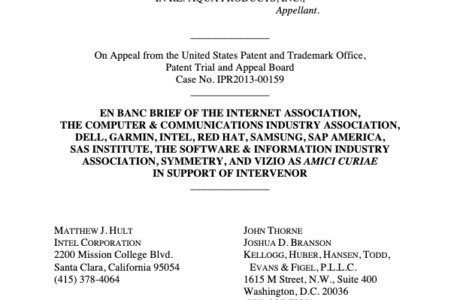 IN RE: AQUA PRODUCTS, INC.,
Appellant.
On Appeal from the United States Patent and Trademark Office,
Patent Trial and Appeal Board
Case No. IPR2013-00159
EN BANC BRIEF OF THE INTERNET ASSOCIATION,
THE COMPUTER & COMMUNICATIONS INDUSTRY ASSOCIATION,
DELL, GARMIN, INTEL, RED HAT, SAMSUNG, SAP AMERICA,
SAS INSTITUTE, THE SOFTWARE & INFORMATION INDUSTRY
ASSOCIATION, SYMMETRY, AND VIZIO AS AMICI CURIAE
IN SUPPORT OF INTERVENOR
MATTHEW J. HULT
INTEL CORPORATION
2200 Mission College Blvd.
Santa Clara, California 95054
(415) 378-4064
JOHN THORNE
JOSHUA D. BRANSON
KELLOGG, HUBER, HANSEN, TODD,
EVANS & FIGEL, P.L.L.C.
1615 M Street, N.W., Suite 400
Washington, D.C. 20036